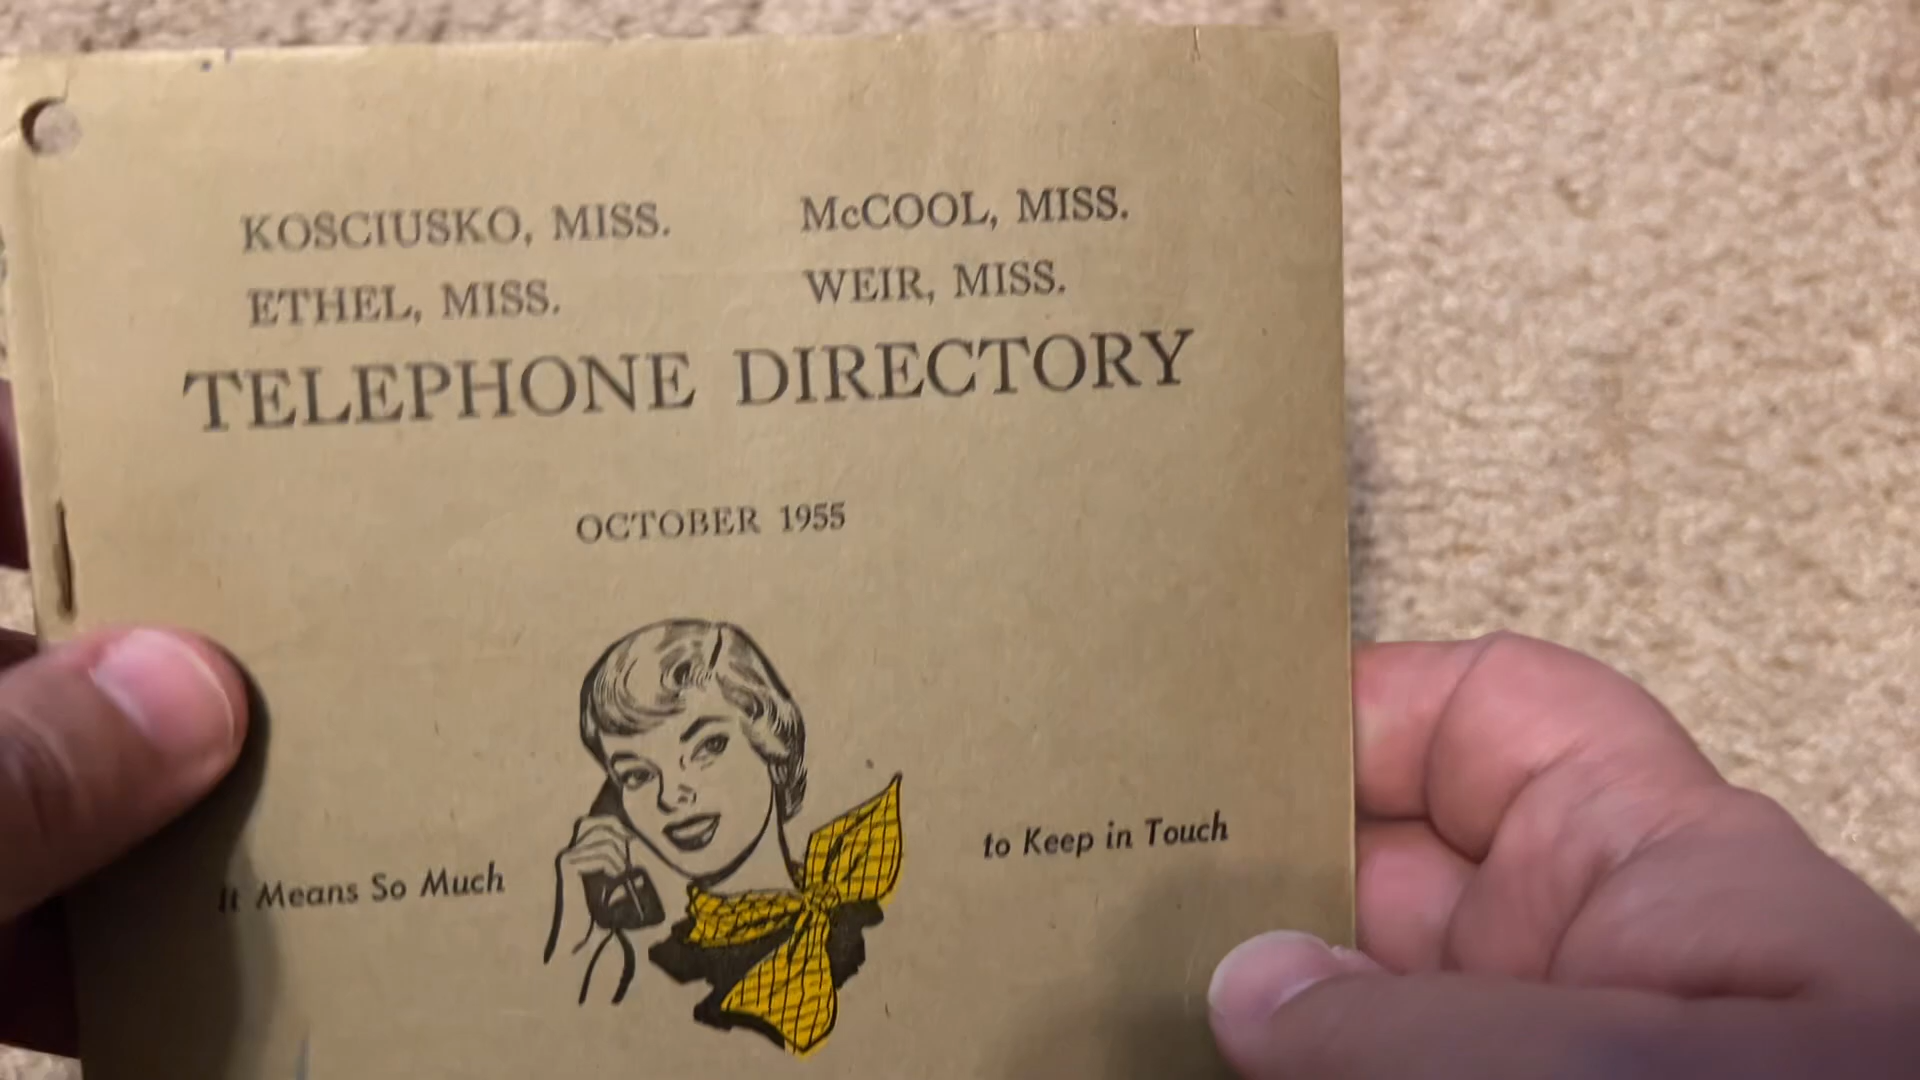 KOSCIUSKO, MISS. McCOOL, MISS.
ETHEL, MISS. WEIR, MISS.
TELEPHONE DIRECTORY
OCTOBER 1955
It Means So Much to Keep in Touch